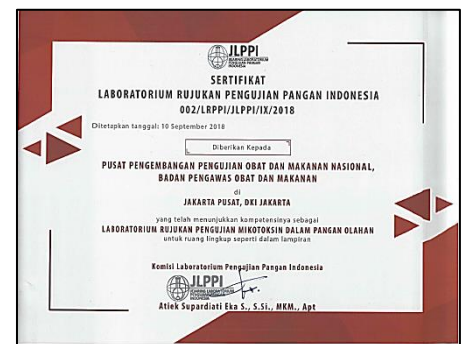 JLPPI
SERTIFIKAT
LABORATORIUM RUJUKAN PENGUJIAN PANGAN INDONESIA
002/LRPPI/JLPPI/IX/2018
Ditetapkan tanggal: 10 September 2018
Diberikan Kepada
PUSAT PENGEMBANGAN PENGUJIAN OBAT DAN MAKANAN NASIONAL,
BADAN PENGAWAS OBAT DAN MAKANAN
di
JAKARTA PUSAT, DKI JAKARTA
yang telah menunjukkan kompetensinya sebagai
LABORATORIUM RUJUKAN PENGUJIAN MIKOTOKSIN DALAM PANGAN OLAHAN
untuk ruang lingkup seperti dalam lampiran
Komisi Laboratorium Pengujian Pangan Indonesia
JLPPI
Atiek Supardiati Eka S., S.Si., MKM., Apt